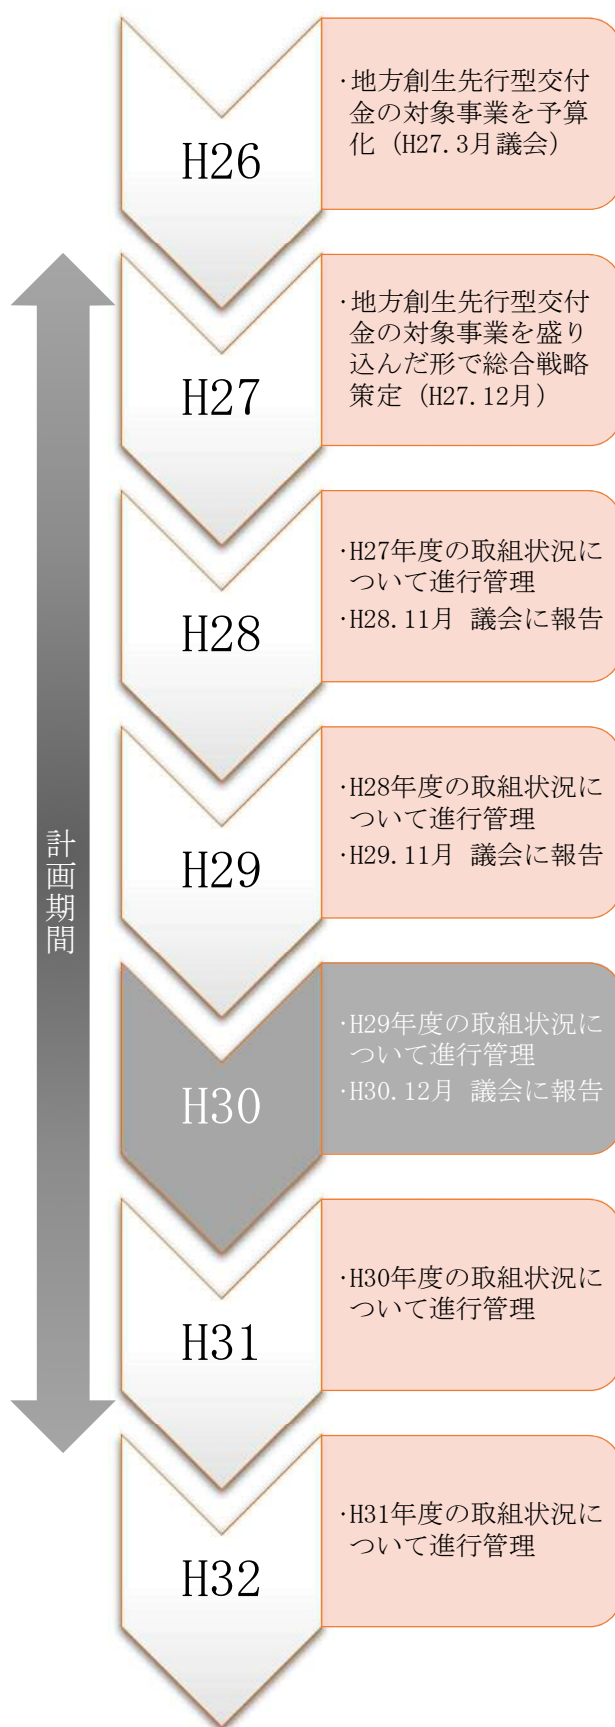 H26
・地方創生先行型交付
金の対象事業を予算
化（H27.3月議会）
H27
・地方創生先行型交付
金の対象事業を盛り
込んだ形で総合戦略
策定（H27.12月）
H28
・H27年度の取組状況に
ついて進行管理
・H28.11月 議会に報告
H29
・H28年度の取組状況に
ついて進行管理
・H29.11月 議会に報告
計画期間
H30
・H29年度の取組状況に
ついて進行管理
・H30.12月 議会に報告
H31
・H30年度の取組状況に
ついて進行管理
H32
・H31年度の取組状況に
ついて進行管理